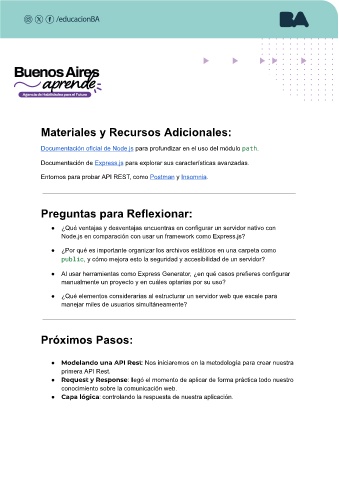 /educacionBA
BA
Buenos Aires
aprende
Agencia de Habilidades para el Futuro
Materiales y Recursos Adicionales:
Documentación oficial de Node.js para profundizar en el uso del módulo path.
Documentación de Express.js para explorar sus características avanzadas.
Entornos para probar API REST, como Postman y Insomnia.
Preguntas para Reflexionar:
● ¿Qué ventajas y desventajas encuentras en configurar un servidor nativo con
Node.js en comparación con usar un framework como Express.js?
● ¿Por qué es importante organizar los archivos estáticos en una carpeta como
public, y cómo mejora esto la seguridad y accesibilidad de un servidor?
● Al usar herramientas como Express Generator, ¿en qué casos prefieres configurar
manualmente un proyecto y en cuáles optarías por su uso?
● ¿Qué elementos considerarías al estructurar un servidor web que escale para
manejar miles de usuarios simultáneamente?
Próximos Pasos:
● Modelando una API Rest: Nos iniciaremos en la metodología para crear nuestra
primera API Rest.
● Request y Response: llegó el momento de aplicar de forma práctica todo nuestro
conocimiento sobre la comunicación web.
● Capa lógica: controlando la respuesta de nuestra aplicación.